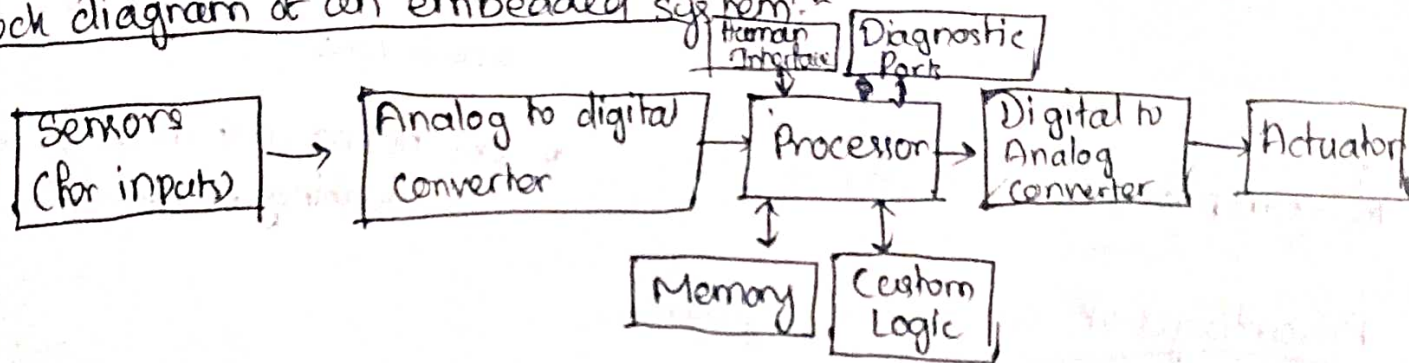 ock diagram of an embedded system:-
Human
Interface
Diagnostic
Port
Sensors
(for inputs)
Analog to digital
converter
Processor
Digital to
Analog
converter
Actuator
Memory
Custom
Logic